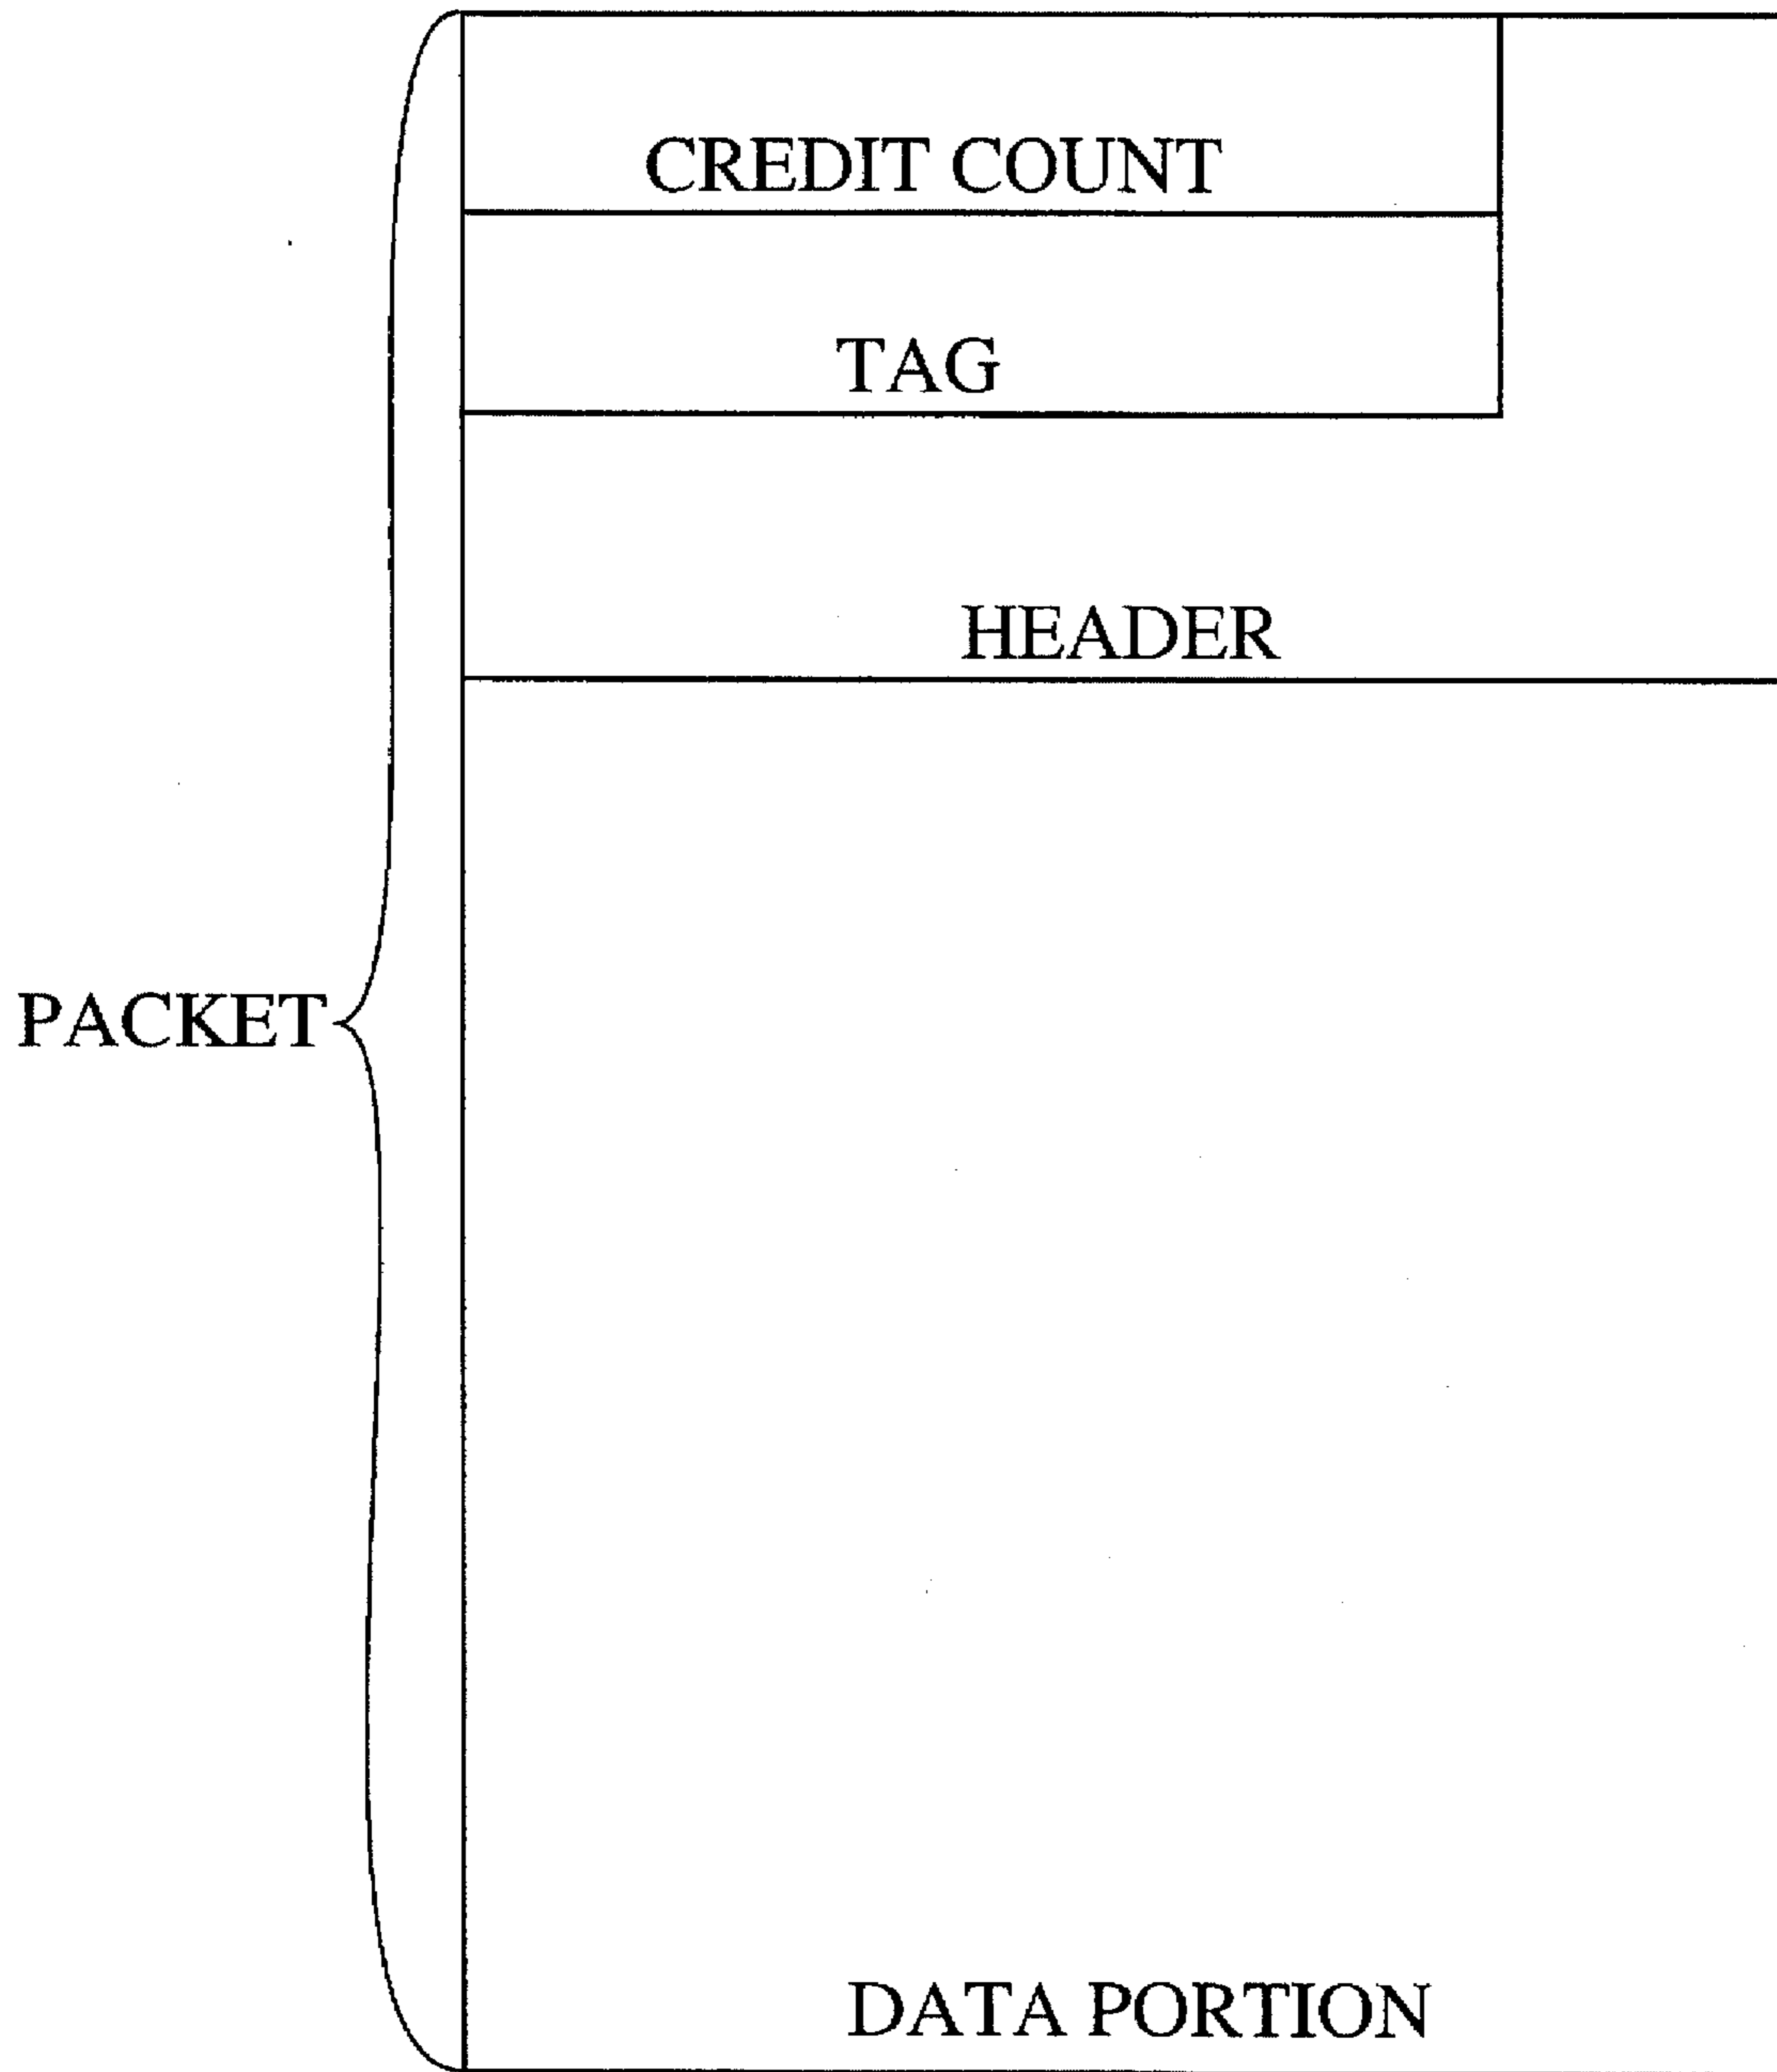 CREDIT COUNT
TAG
HEADER
PACKET
DATA PORTION